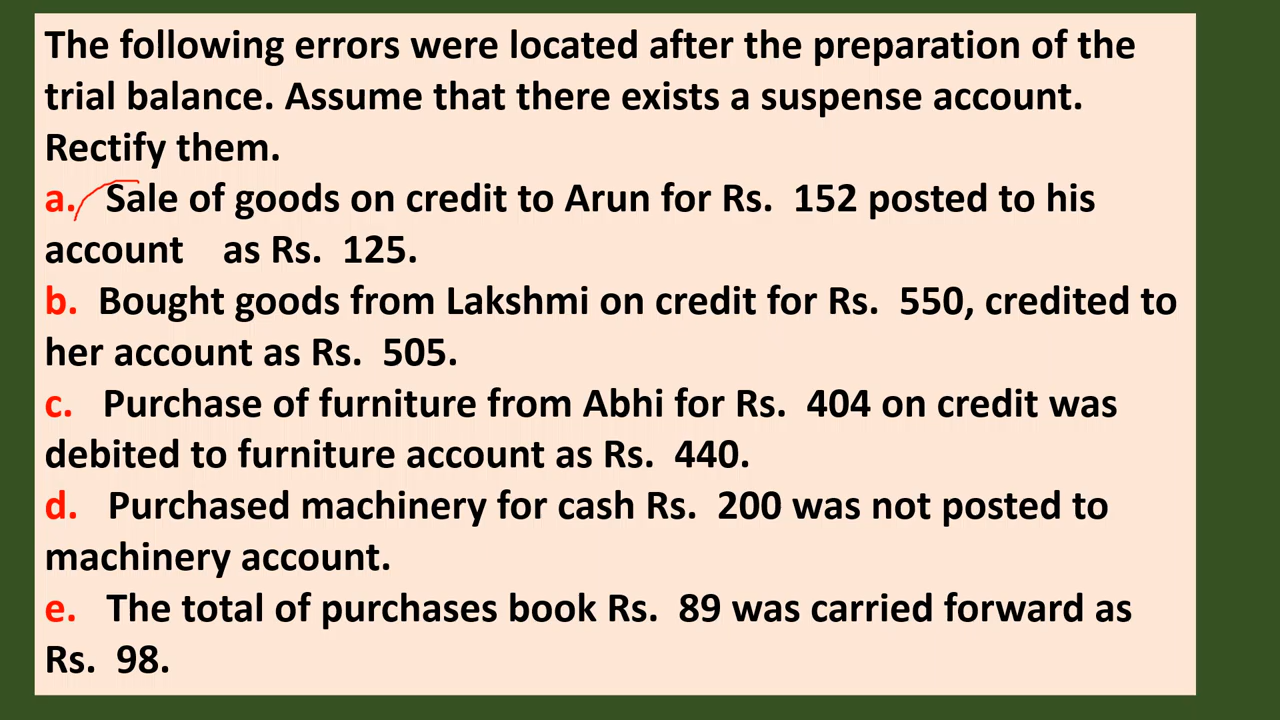 The following errors were located after the preparation of the
trial balance. Assume that there exists a suspense account.
Rectify them.
a. Sale of goods on credit to Arun for Rs. 152 posted to his
account as Rs. 125.
b. Bought goods from Lakshmi on credit for Rs. 550, credited to
her account as Rs. 505.
c. Purchase of furniture from Abhi for Rs. 404 on credit was
debited to furniture account as Rs. 440.
d. Purchased machinery for cash Rs. 200 was not posted to
machinery account.
e. The total of purchases book Rs. 89 was carried forward as
Rs. 98.